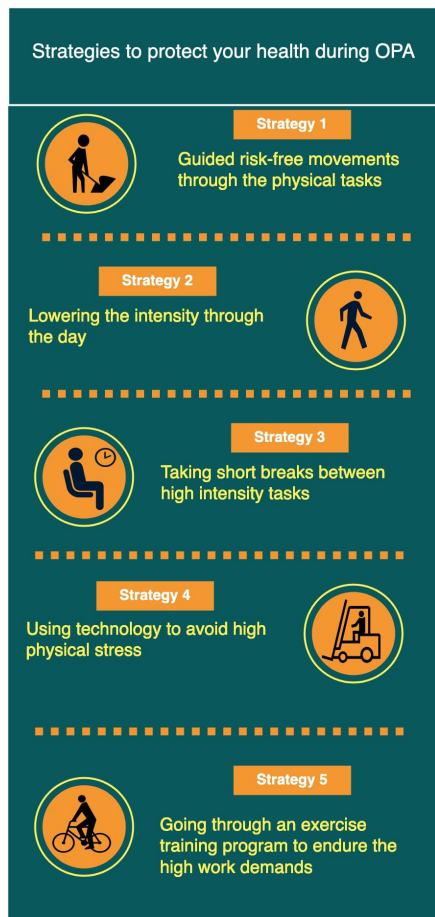 Strategies to protect your health during OPA
Strategy 1
Guided risk-free movements
through the physical tasks
Strategy 2
Lowering the intensity through
the day
Strategy 3
Taking short breaks between
high intensity tasks
Strategy 4
Using technology to avoid high
physical stress
Strategy 5
Going through an exercise
training program to endure the
high work demands